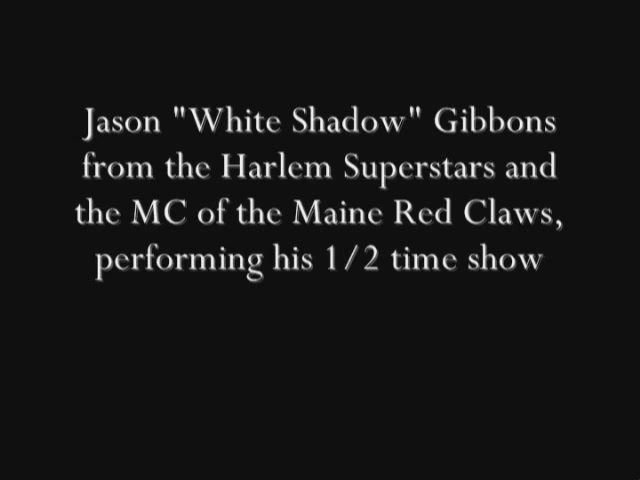 Jason "White Shadow" Gibbons
from the Harlem Superstars and
the MC of the Maine Red Claws,
performing his 1/2 time show